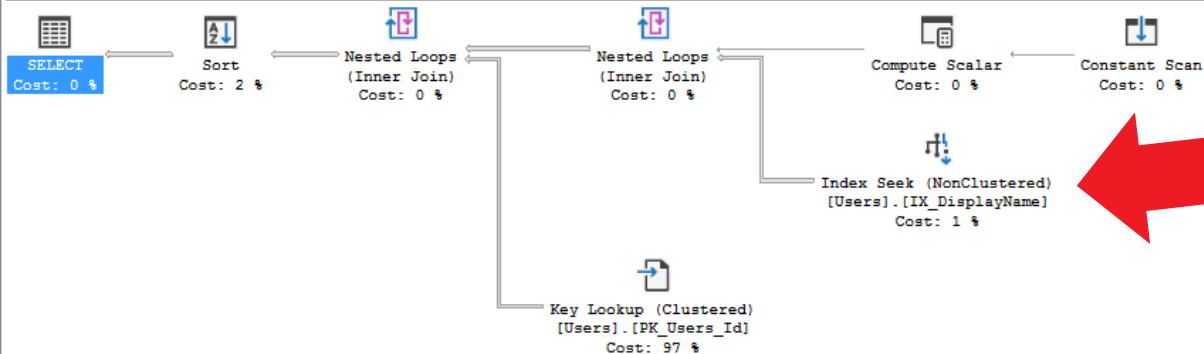 SELECT
Cost: 0 %
Sort
Cost: 2 %
Nested Loops
(Inner Join)
Cost: 0 %
Nested Loops
(Inner Join)
Cost: 0 %
Compute Scalar
Cost: 0 %
Constant Scan
Cost: 0 %
Index Seek (NonClustered)
[Users].[IX_DisplayName]
Cost: 1 %
Key Lookup (Clustered)
[Users].[PK_Users_Id]
Cost: 97 %